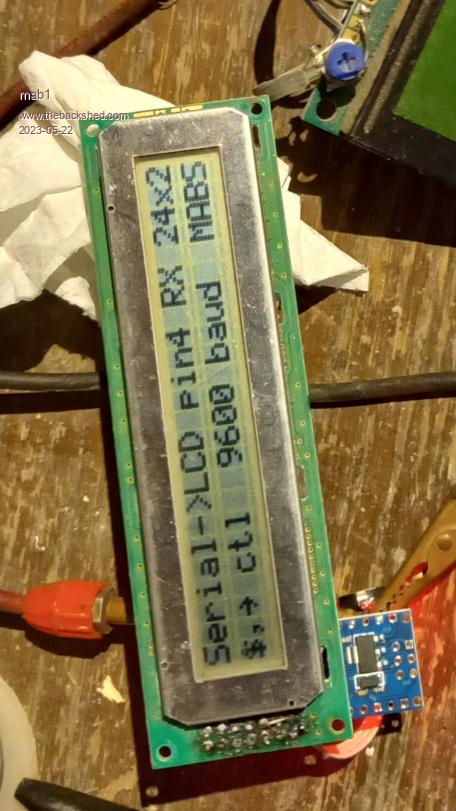 mab1
www.thebackshed.com
2023-05-22
Serial->LCD pin4 RX 24x2
$,→ ctl 9600 baud MABS